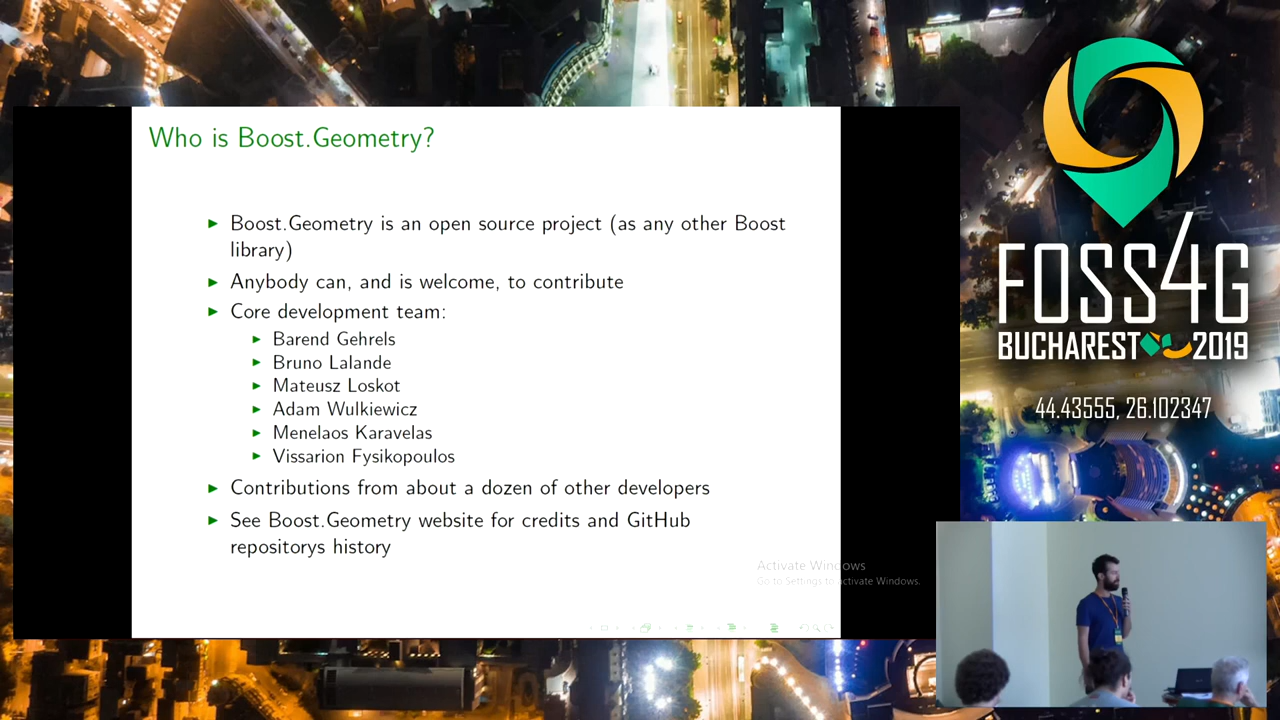 Who is Boost.Geometry?
Boost.Geometry is an open source project (as any other Boost
library)
Anybody can, and is welcome, to contribute
Core development team:
Barend Gehrels
Bruno Lalande
Mateusz Loskot
Adam Wulkiewicz
Menelaos Karavelas
Vissarion Fysikopoulos
Contributions from about a dozen of other developers
See Boost.Geometry website for credits and GitHub
repositorys history
Activate Windows
Go to Settings to activate Windows.
FOSS4G
BUCHAREST 2019
44.43555, 26.102347